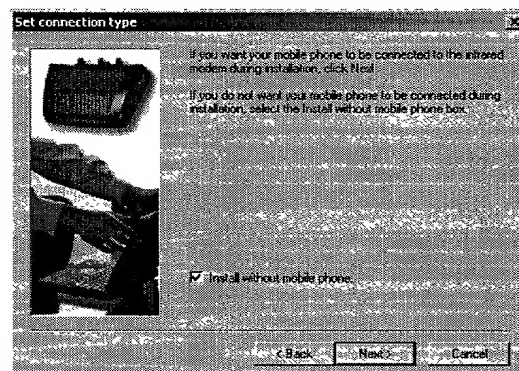 Set connection type
If you want your mobile phone to be connected to the infrared
modem during installation, click Next
If you do not want your mobile phone to be connected during
installation, select the Install without mobile phone box.
Install without mobile phone.
< Back
Next >
Cancel